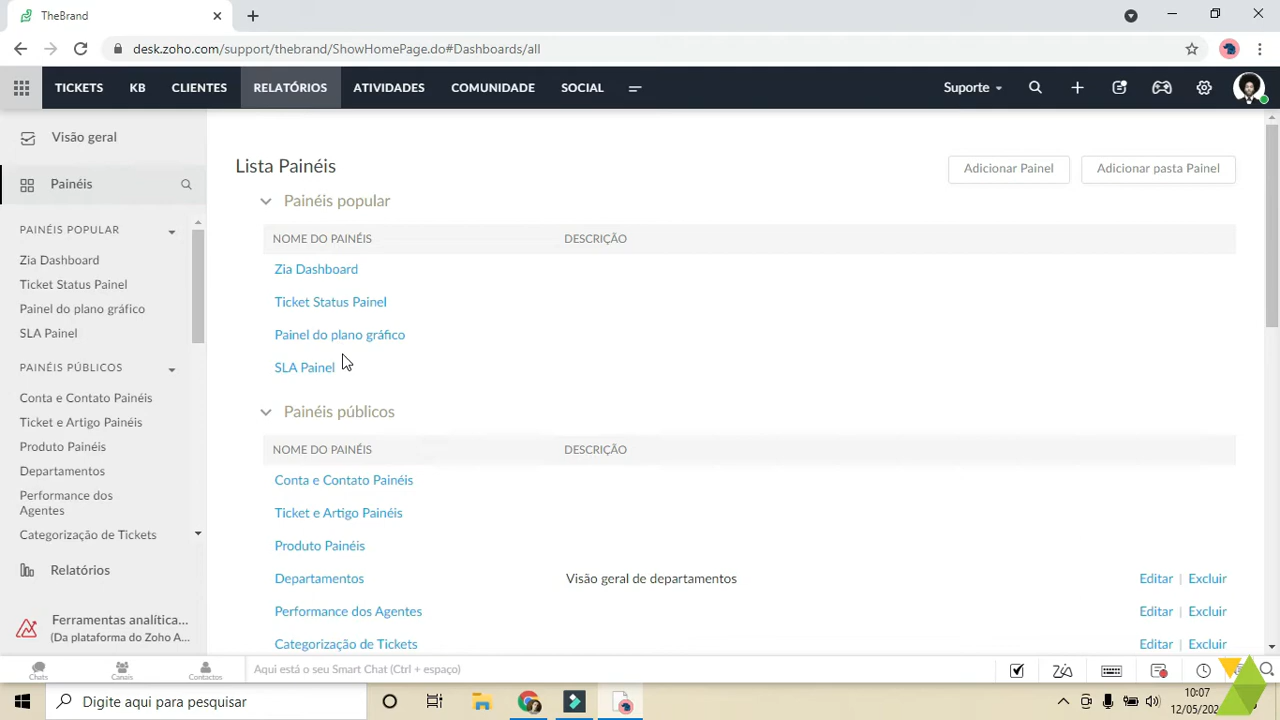 TheBrand
desk.zoho.com/support/thebrand/ShowHomePage.do#Dashboards/all
TICKETS KB CLIENTES RELATÓRIOS ATIVIDADES COMUNIDADE SOCIAL Suporte
Visão geral
Painéis
PAINÉIS POPULAR
Zia Dashboard
Ticket Status Painel
Painel do plano gráfico
SLA Painel
PAINÉIS PÚBLICOS
Conta e Contato Painéis
Ticket e Artigo Painéis
Produto Painéis
Departamentos
Performance dos
Agentes
Categorização de Tickets
Relatórios
Ferramentas analítica...
(Da plataforma do Zoho A...
Lista Painéis
Adicionar Painel Adicionar pasta Painel
Painéis popular
NOME DO PAINÉIS DESCRIÇÃO
Zia Dashboard
Ticket Status Painel
Painel do plano gráfico
SLA Painel
Painéis públicos
NOME DO PAINÉIS DESCRIÇÃO
Conta e Contato Painéis
Ticket e Artigo Painéis
Produto Painéis
Departamentos Visão geral de departamentos Editar | Excluir
Performance dos Agentes Editar | Excluir
Categorização de Tickets Editar | Excluir
Chats Canais Contactos Aqui está o seu Smart Chat (Ctrl + espaço)
Digite aqui para pesquisar
10:07
12/05/202